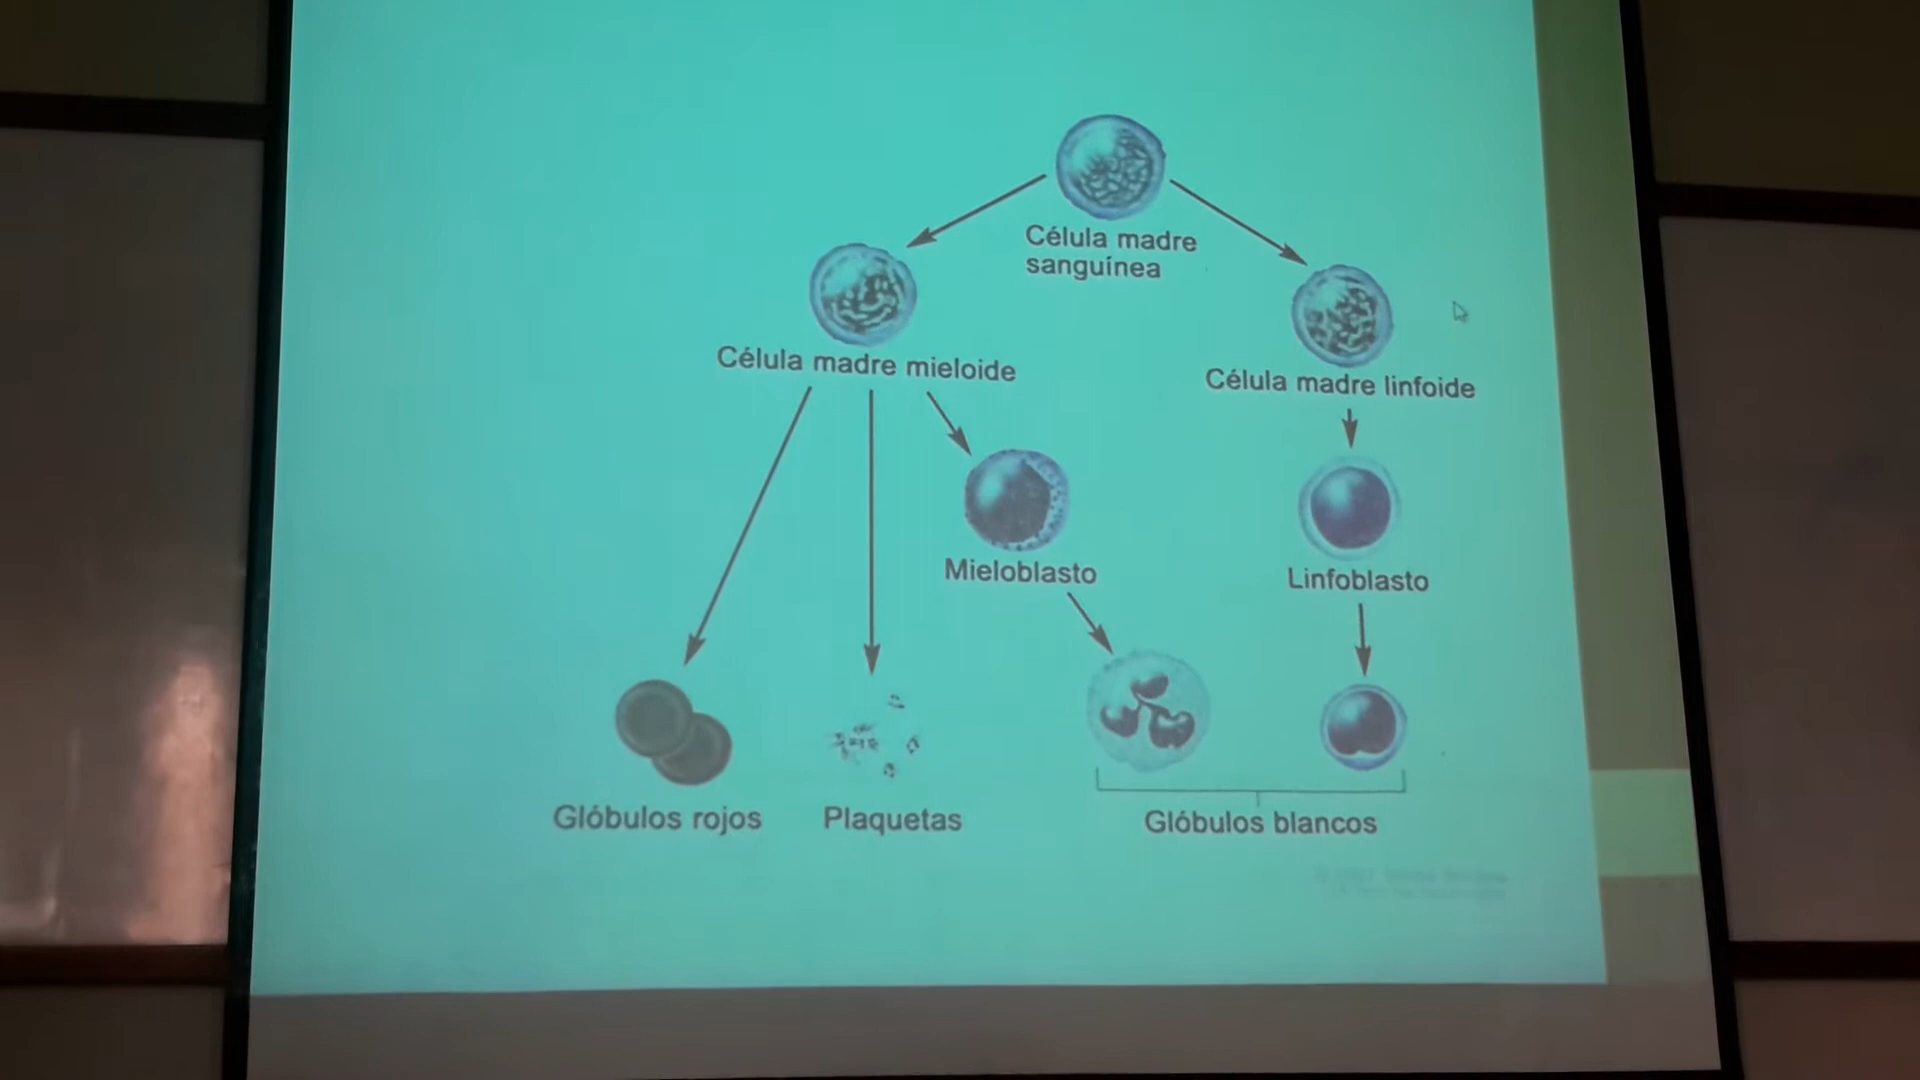 Célula madre
sanguínea
Célula madre mieloide
Célula madre linfoide
Mieloblasto
Linfoblasto
Glóbulos rojos
Plaquetas
Glóbulos blancos